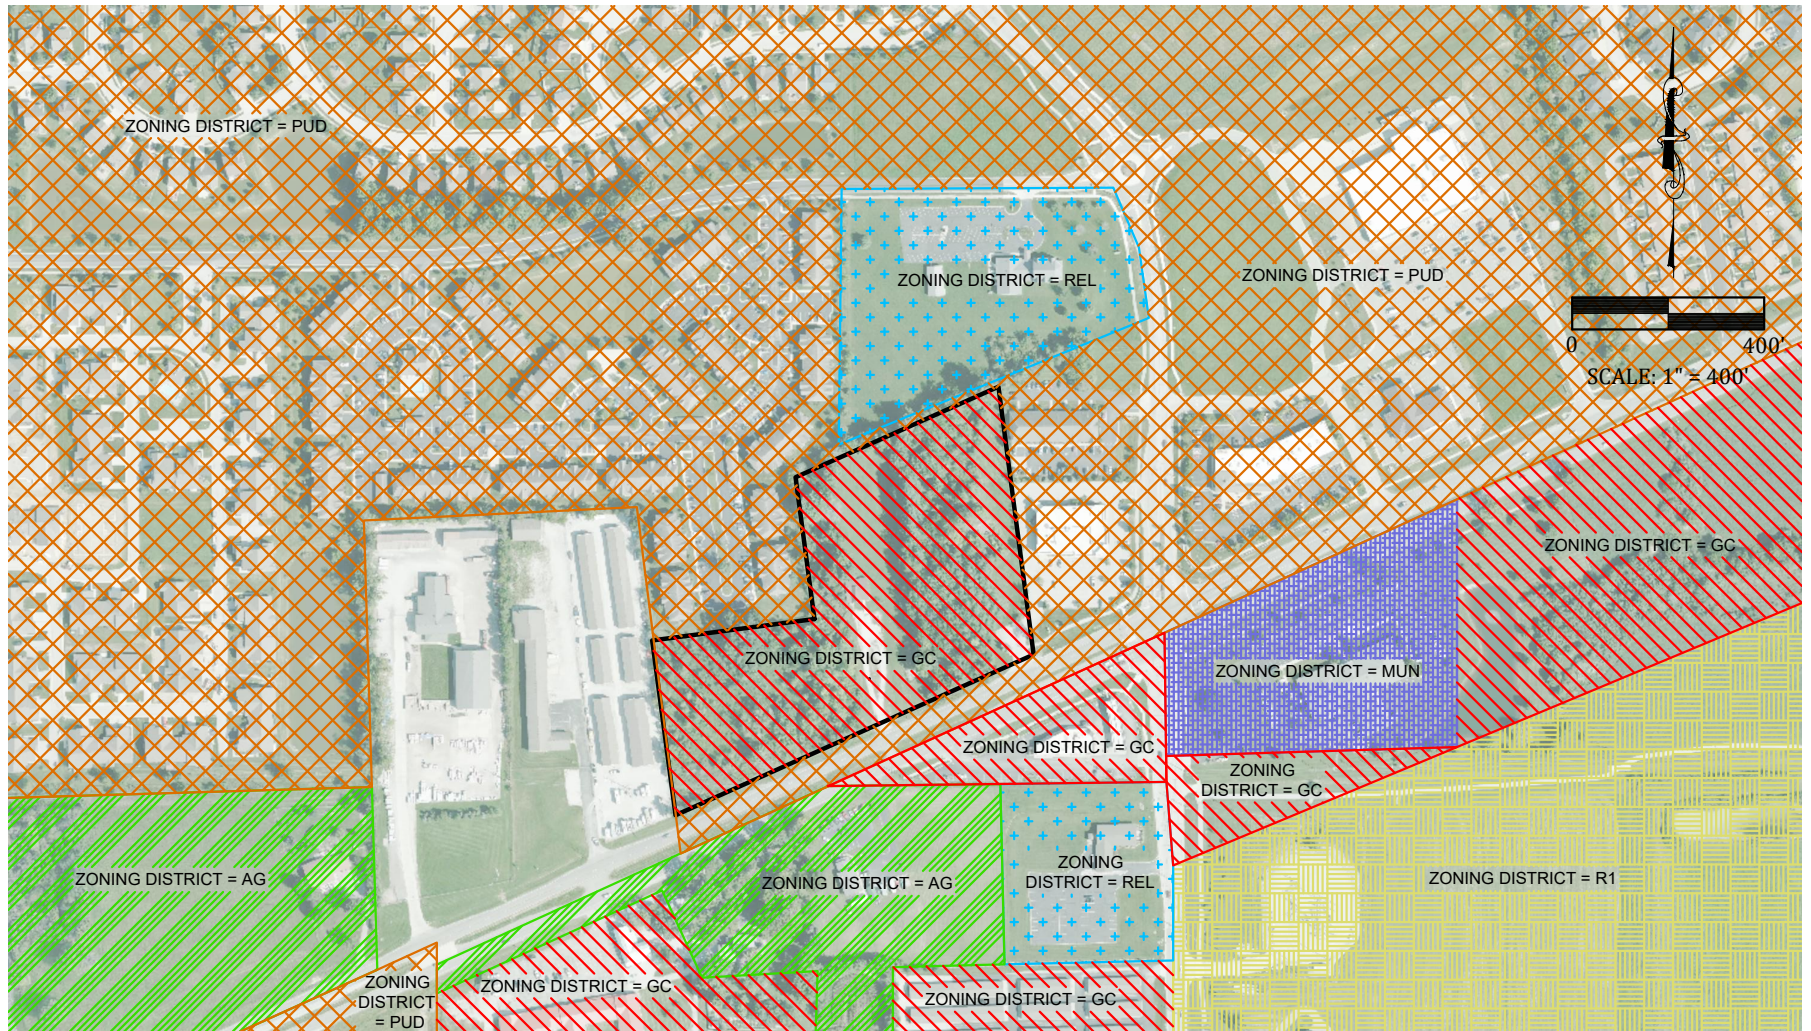 ZONING DISTRICT = PUD
ZONING DISTRICT = REL
ZONING DISTRICT = PUD
0 400'
SCALE: 1" = 400'
ZONING DISTRICT = GC
ZONING DISTRICT = GC
ZONING DISTRICT = MUN
ZONING DISTRICT = GC
ZONING
DISTRICT = GC
ZONING DISTRICT = AG
ZONING DISTRICT = AG
ZONING
DISTRICT = REL
ZONING DISTRICT = R1
ZONING
DISTRICT
= PUD
ZONING DISTRICT = GC
ZONING DISTRICT = GC